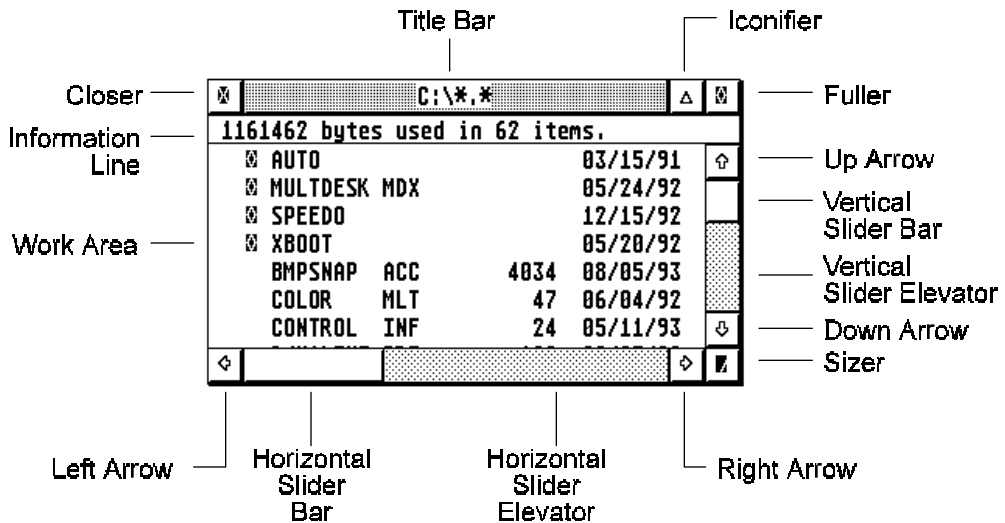 Title Bar
Iconifier
Closer
C:\*.*
Fuller
Information
Line
1161462 bytes used in 62 items.
AUTO 03/15/91
Up Arrow
MULTDESK MDX 05/24/92
Vertical
Slider Bar
SPEEDO 12/15/92
Work Area
XBOOT 05/20/92
Vertical
Slider Elevator
BMPSNAP ACC 4034 08/05/93
COLOR MLT 47 06/04/92
CONTROL INF 24 05/11/93
Down Arrow
Sizer
Left Arrow
Horizontal
Slider
Bar
Horizontal
Slider
Elevator
Right Arrow